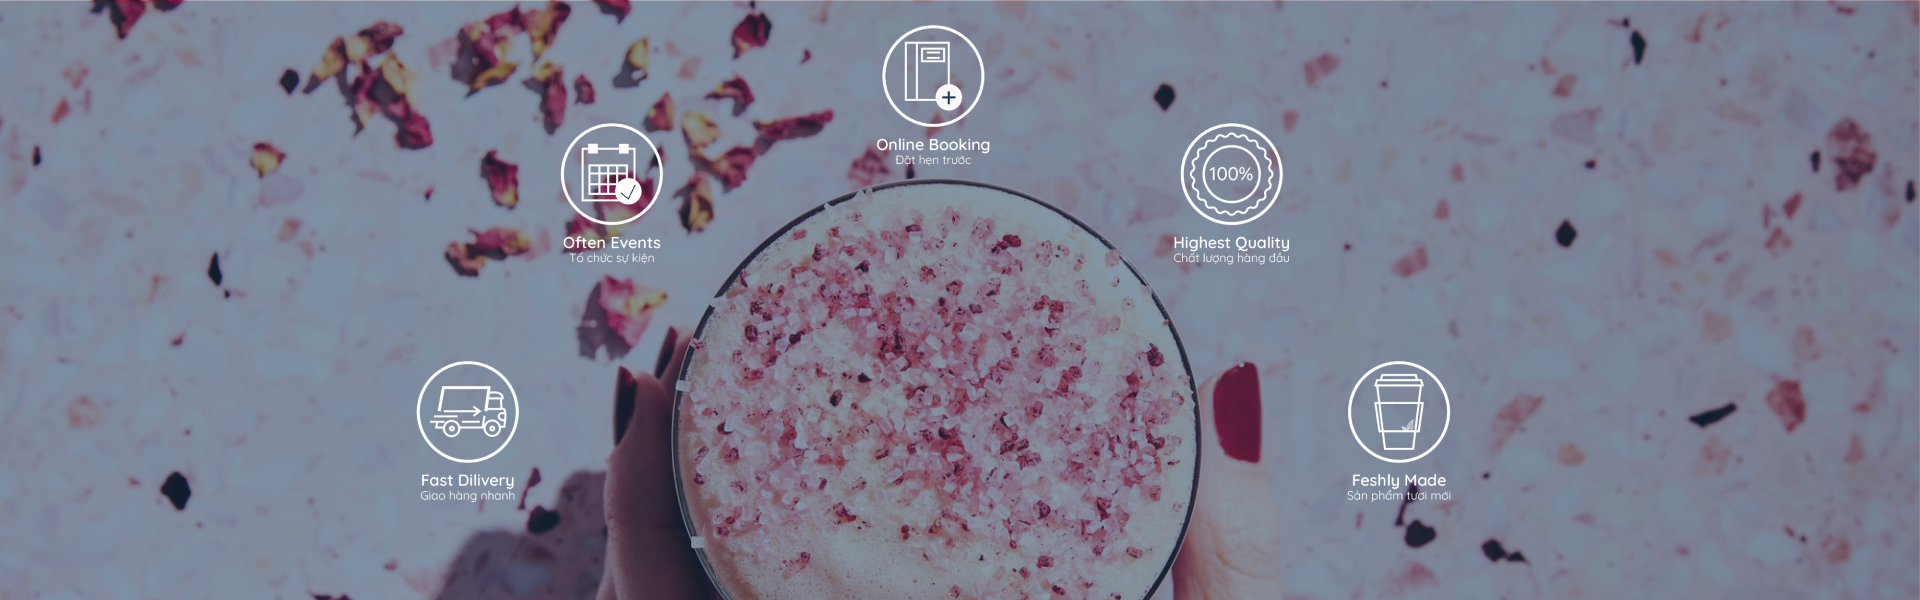 Online Booking
Đặt hẹn trước
Often Events
Tổ chức sự kiện
100%
Highest Quality
Chất lượng hàng đầu
Fast Dilivery
Giao hàng nhanh
Feshly Made
Sản phẩm tươi mới